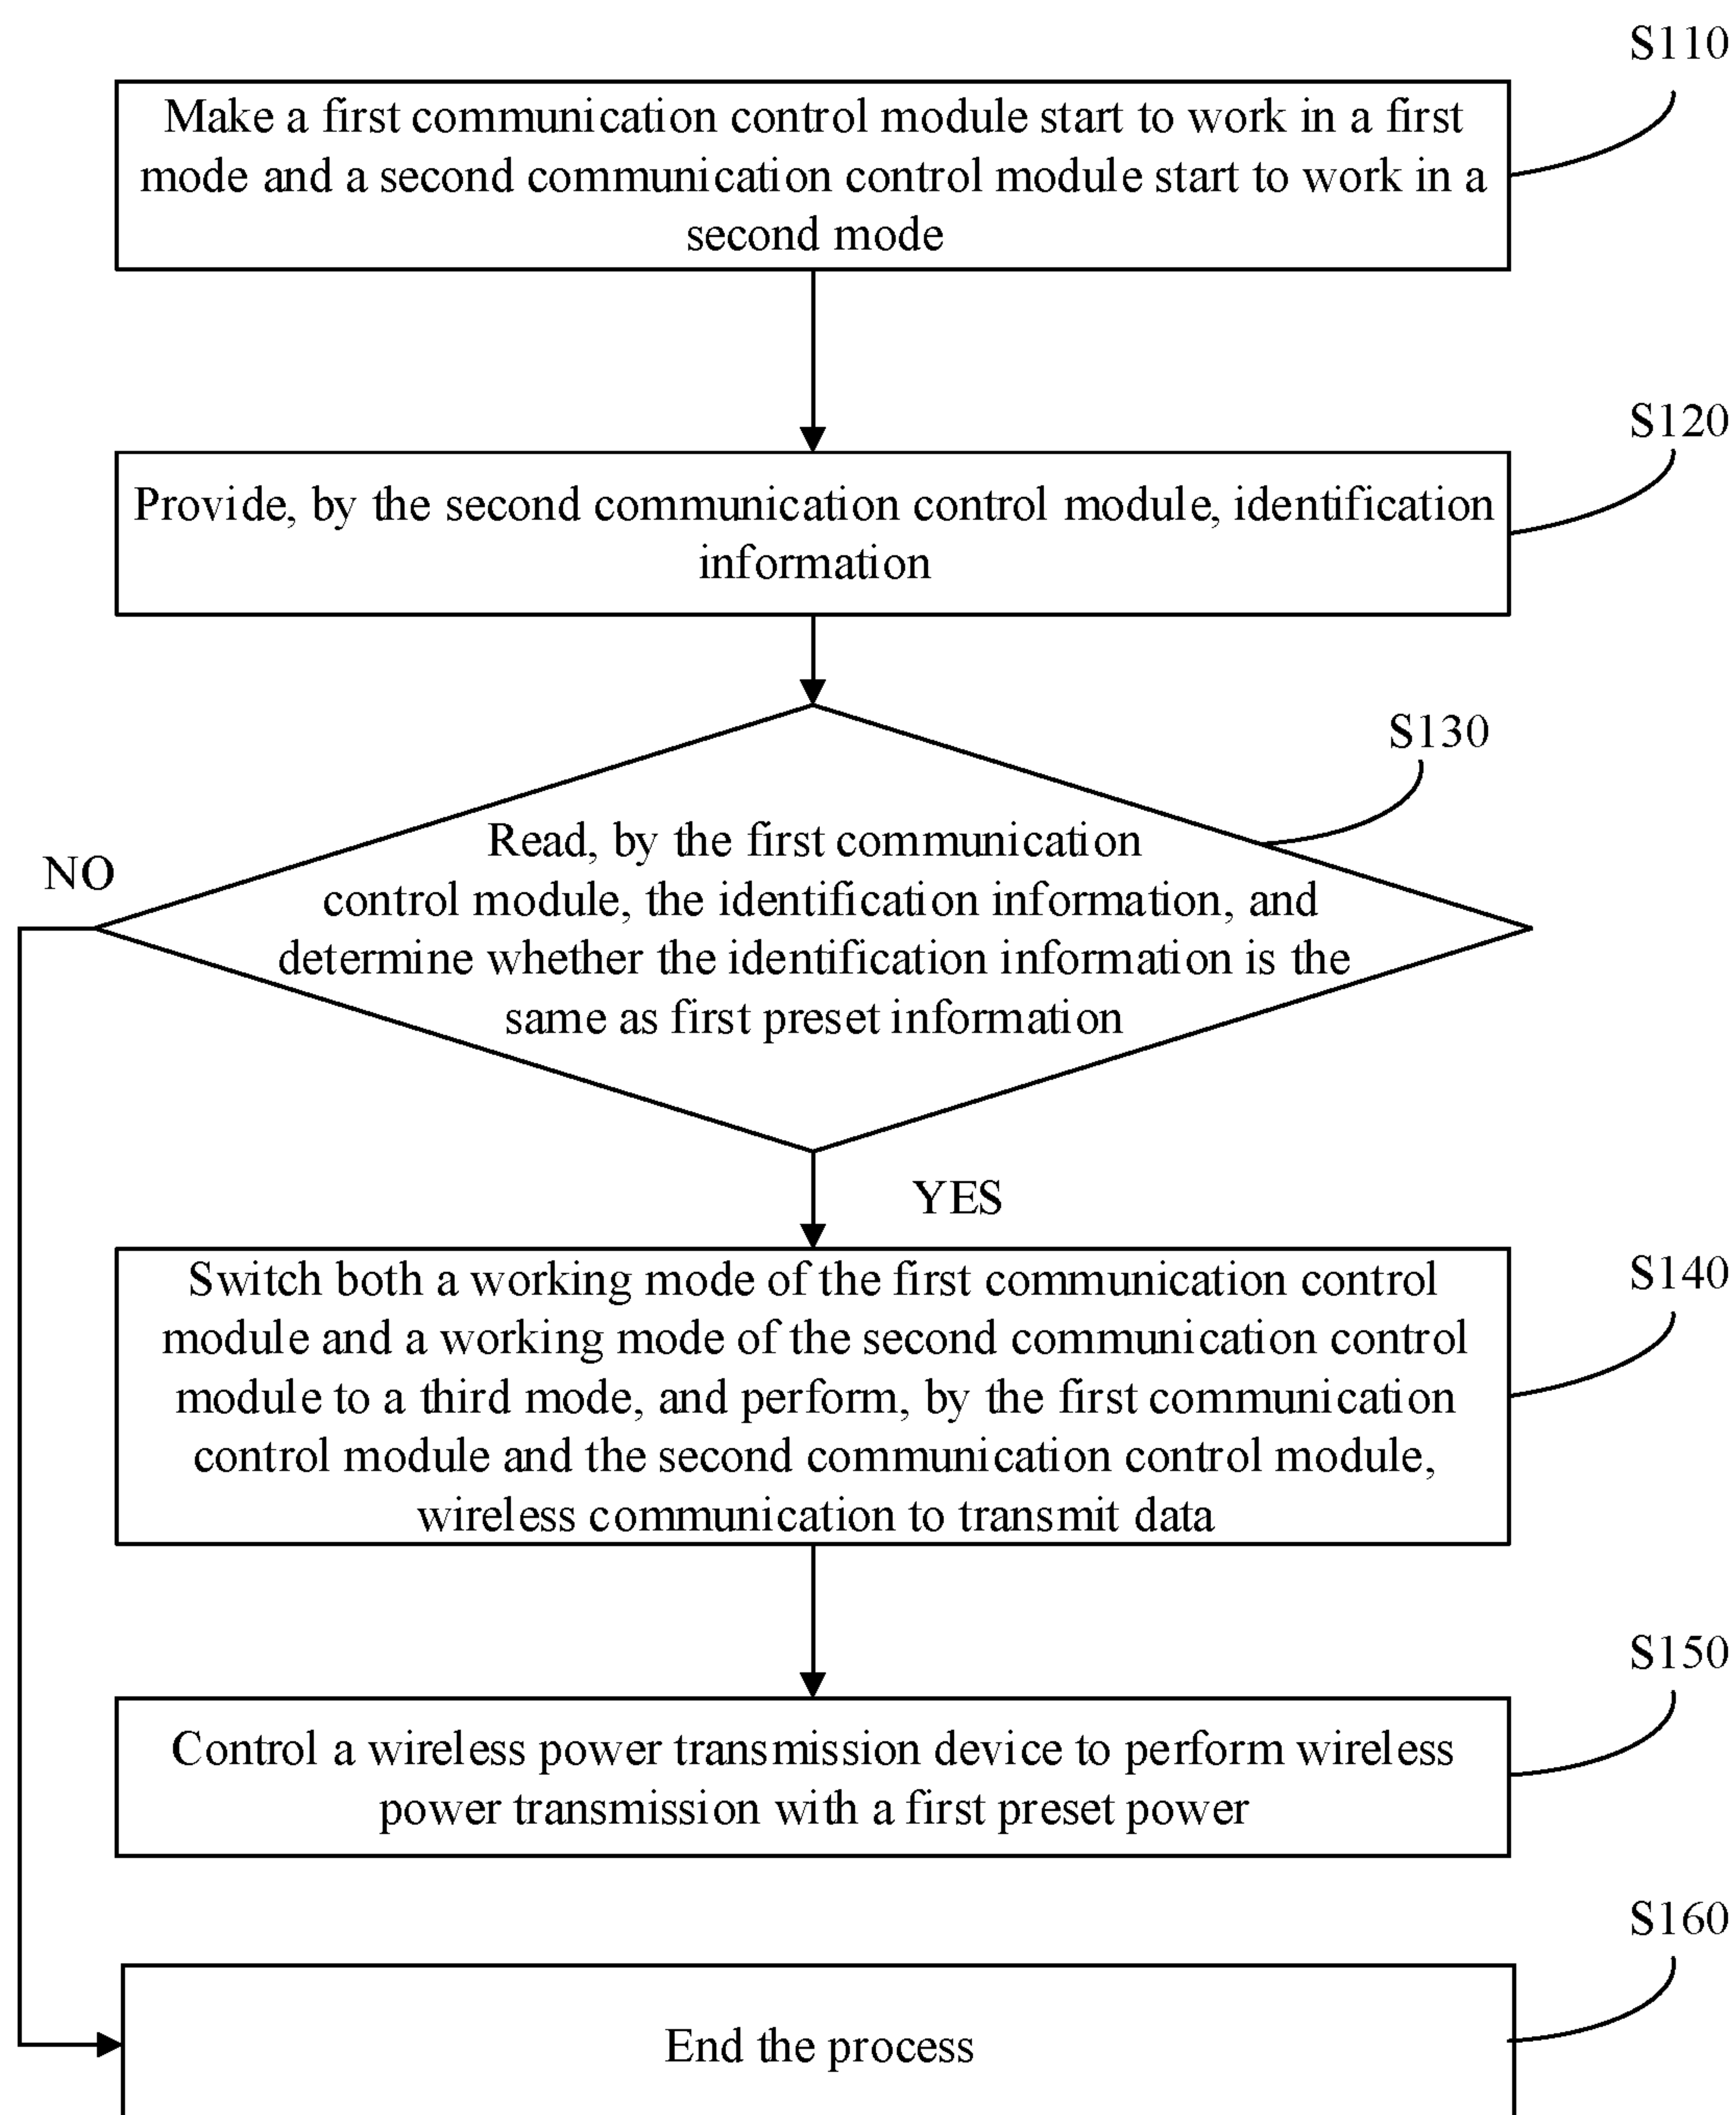 S110
Make a first communication control module start to work in a first
mode and a second communication control module start to work in a
second mode
S120
Provide, by the second communication control module, identification
information
S130
Read, by the first communication
control module, the identification information, and
determine whether the identification information is the
same as first preset information
NO
YES
S140
Switch both a working mode of the first communication control
module and a working mode of the second communication control
module to a third mode, and perform, by the first communication
control module and the second communication control module,
wireless communication to transmit data
S150
Control a wireless power transmission device to perform wireless
power transmission with a first preset power
S160
End the process